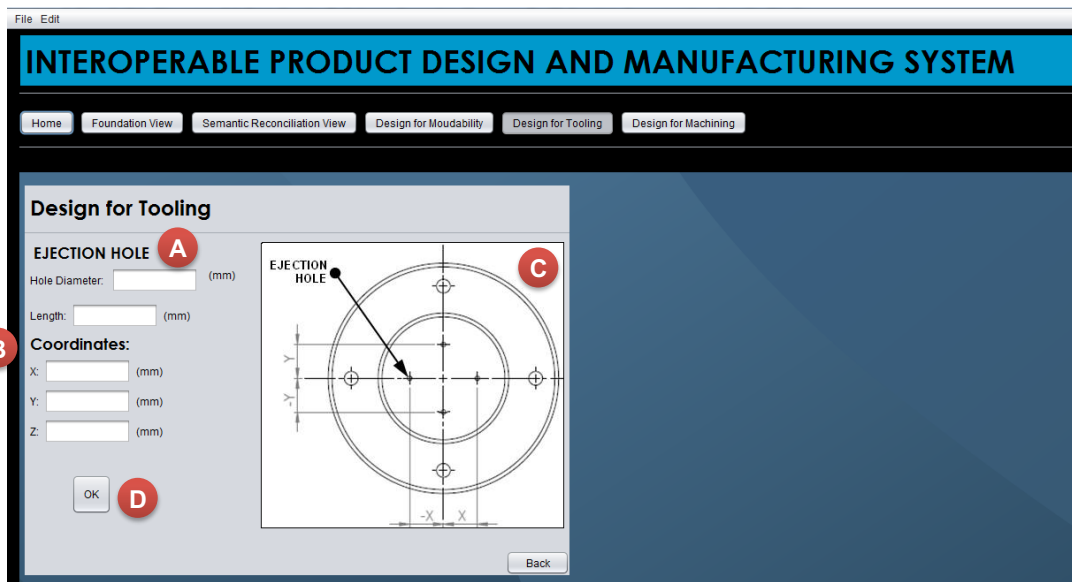 File Edit
INTEROPERABLE PRODUCT DESIGN AND MANUFACTURING SYSTEM
Home Foundation View Semantic Reconciliation View Design for Moudability Design for Tooling Design for Machining
Design for Tooling
EJECTION HOLE A
Hole Diameter: (mm)
Length: (mm)
B Coordinates:
X: (mm)
Y: (mm)
Z: (mm)
OK D
EJECTION
HOLE
C
Y
-Y
-X X
Back